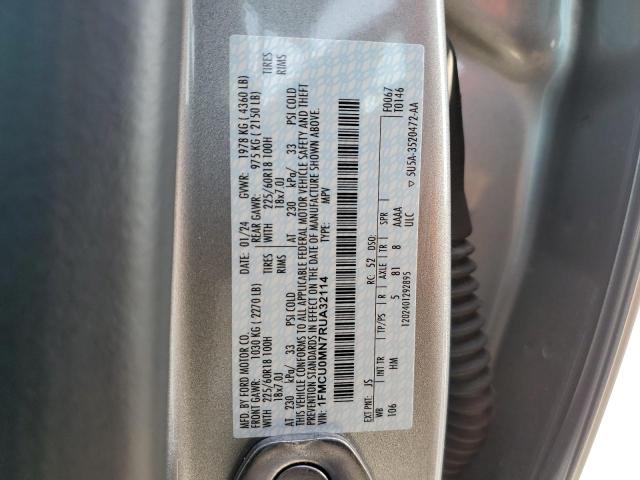 MFD. BY FORD MOTOR CO.
DATE: 01/24 GVWR: 1978 KG ( 4360 LB)
FRONT GAWR: 1030 KG ( 2270 LB) REAR GAWR: 975 KG ( 2150 LB)
WITH 225/60R18 100H TIRES WITH 225/60R18 100H TIRES
18x7.0J RIMS 18x7.0J RIMS
AT 230 kPa/ 33 PSI COLD AT 230 kPa/ 33 PSI COLD
THIS VEHICLE CONFORMS TO ALL APPLICABLE FEDERAL MOTOR VEHICLE SAFETY AND THEFT
PREVENTION STANDARDS IN EFFECT ON THE DATE OF MANUFACTURE SHOWN ABOVE.
VIN: 1FMCU0MN7RUA32114 TYPE: MPV
F0067
T0146
EXT PNT: JS RC: 52 DSO:
WB INT TR TP/PS R AXLE TR SPR
106 HM 5 81 8 AAAA
ULC
1202401292895
SU5A-3520472-AA